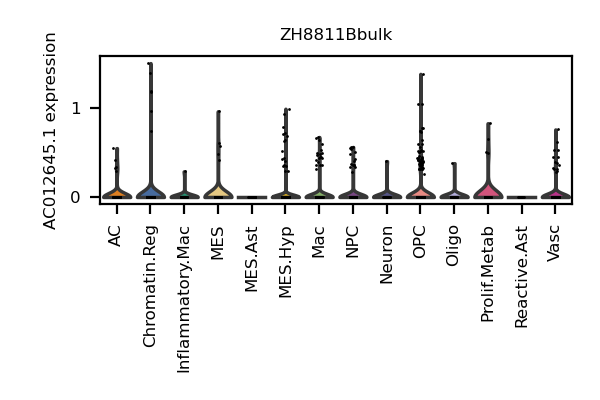 ZH8811Bbulk
AC012645.1 expression
1
0
AC
Chromatin.Reg
Inflammatory.Mac
MES
MES.Ast
MES.Hyp
Mac
NPC
Neuron
OPC
Oligo
Prolif.Metab
Reactive.Ast
Vasc